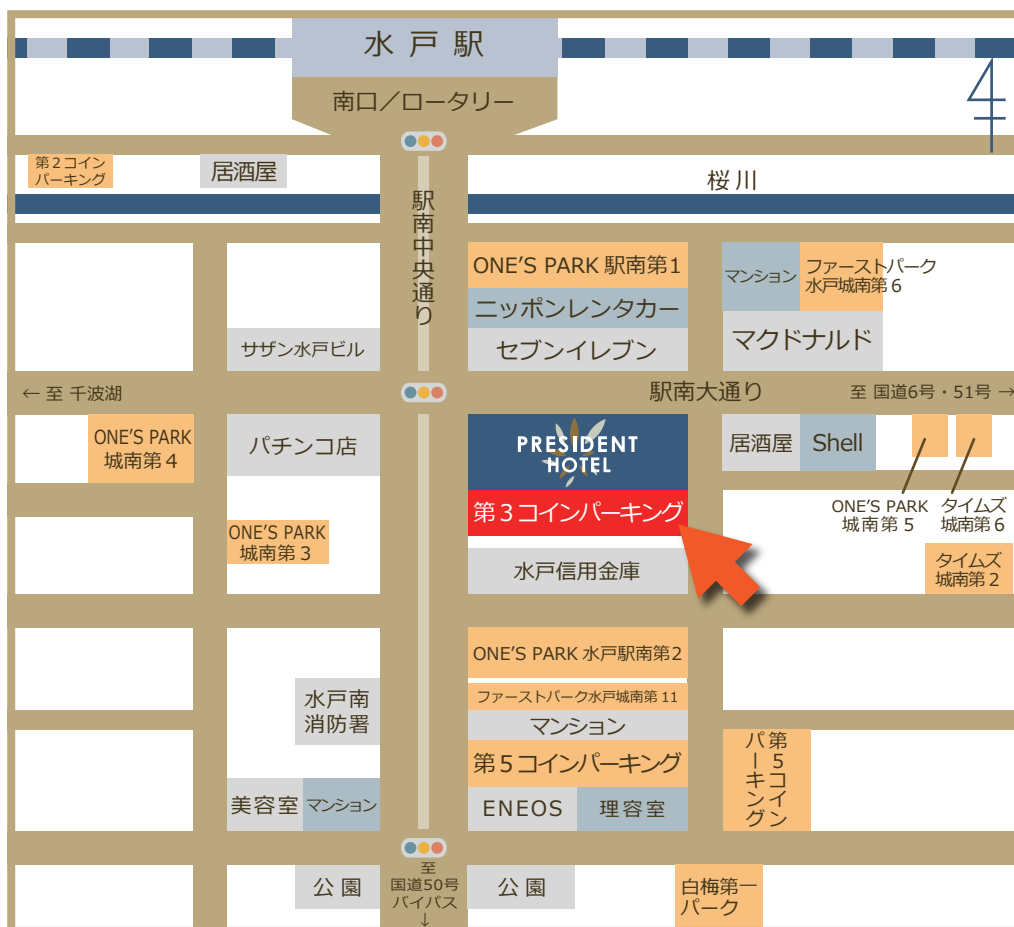 水戸駅
南口／ロータリー
第２コイン
パーキング
居酒屋
桜川
駅南中央通り
ONE'S PARK 駅南第1
ニッポンレンタカー
セブンイレブン
マンション
ファーストパーク
水戸城南第６
マクドナルド
サザン水戸ビル
← 至 千波湖
駅南大通り
至 国道6号・51号 →
ONE'S PARK
城南第４
パチンコ店
PRESIDENT
HOTEL
居酒屋
Shell
第３コインパーキング
ONE'S PARK
城南第５
タイムズ
城南第６
ONE'S PARK
城南第３
水戸信用金庫
タイムズ
城南第２
ONE'S PARK 水戸駅南第2
水戸南
消防署
ファーストパーク水戸城南第 11
マンション
第５コインパーキング
第５コイン
パーキング
美容室
マンション
ENEOS
理容室
至
国道50号
バイパス
↓
公園
公園
白梅第一
パーク